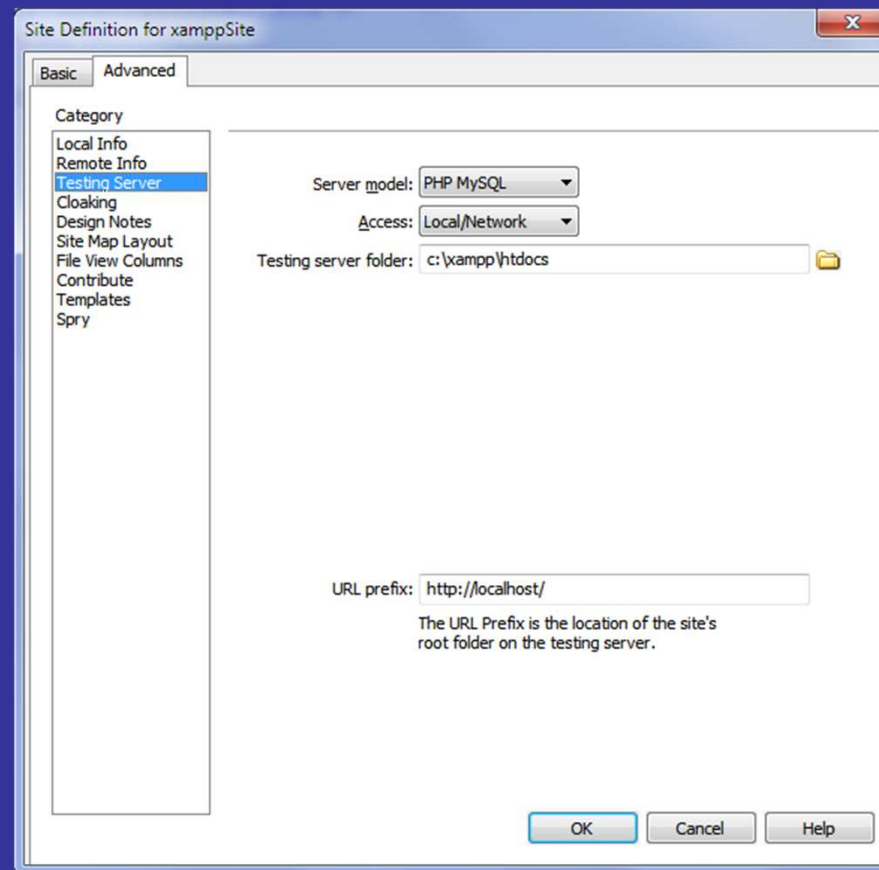 Site Definition for xamppSite
Basic
Advanced
Category
Local Info
Remote Info
Testing Server
Cloaking
Design Notes
Site Map Layout
File View Columns
Contribute
Templates
Spry
Server model: PHP MySQL
Access: Local/Network
Testing server folder: c:\xampp\htdocs
URL prefix: http://localhost/
The URL Prefix is the location of the site's
root folder on the testing server.
OK
Cancel
Help